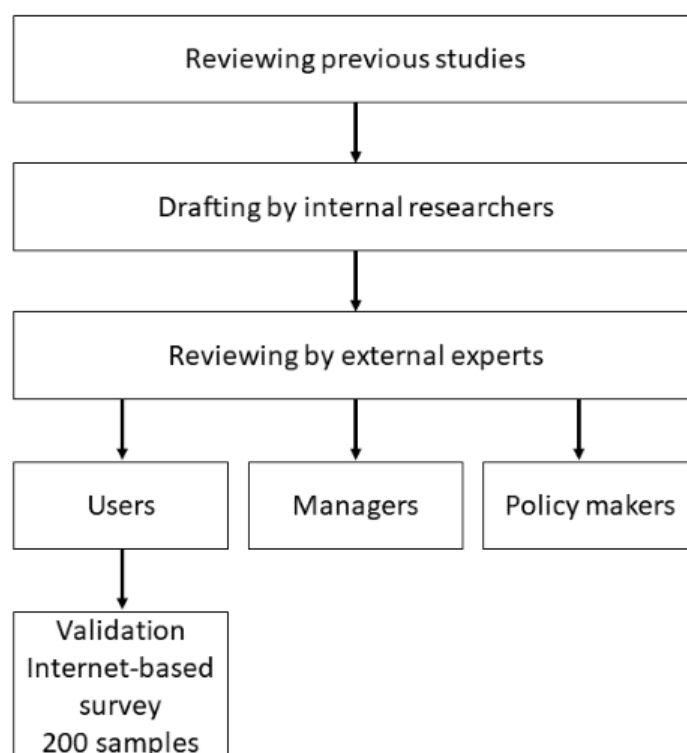 Reviewing previous studies
Drafting by internal researchers
Reviewing by external experts
Users
Managers
Policy makers
Validation
Internet-based
survey
200 samples